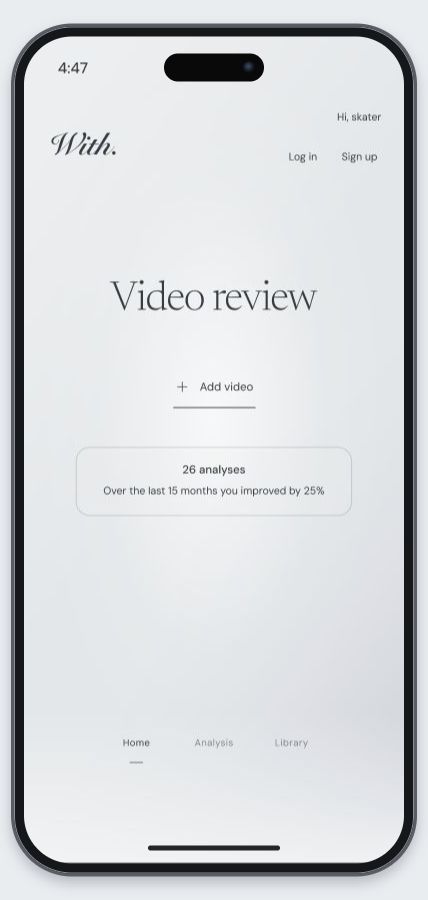 4:47
Hi, skater
With.
Log in Sign up
Video review
+ Add video
26 analyses
Over the last 15 months you improved by 25%
Home Analysis Library